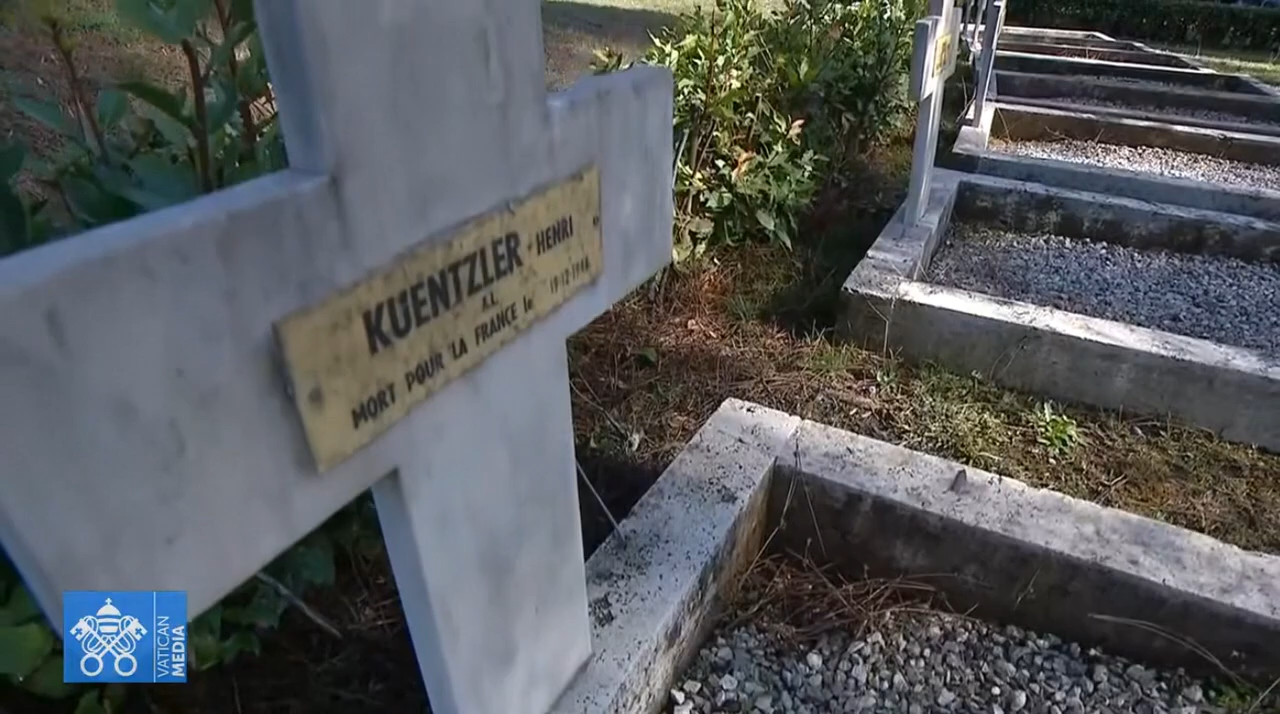 KUENTZLER HENRI
A.L.
MORT POUR LA FRANCE le 19-12-1944
VATICAN
MEDIA